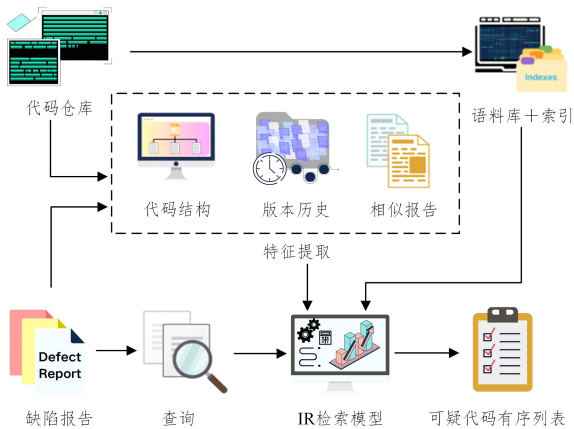 Indexes
代码仓库
语料库+索引
代码结构
版本历史
相似报告
特征提取
Defect
Report
缺陷报告
查询
IR检索模型
可疑代码有序列表